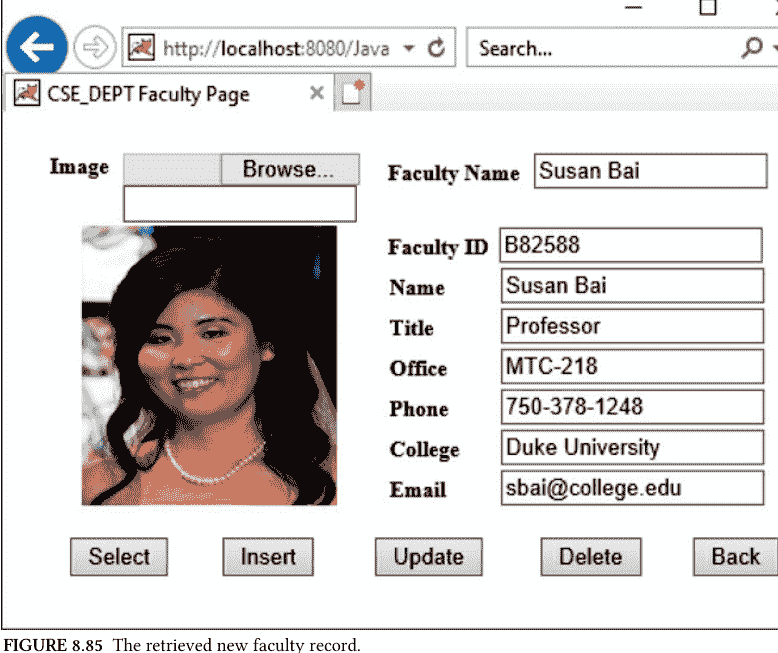 http://localhost:8080/Java
Search...
CSE_DEPT Faculty Page
Image Browse... Faculty Name Susan Bai
Faculty ID B82588
Name Susan Bai
Title Professor
Office MTC-218
Phone 750-378-1248
College Duke University
Email sbai@college.edu
Select Insert Update Delete Back
FIGURE 8.85 The retrieved new faculty record.